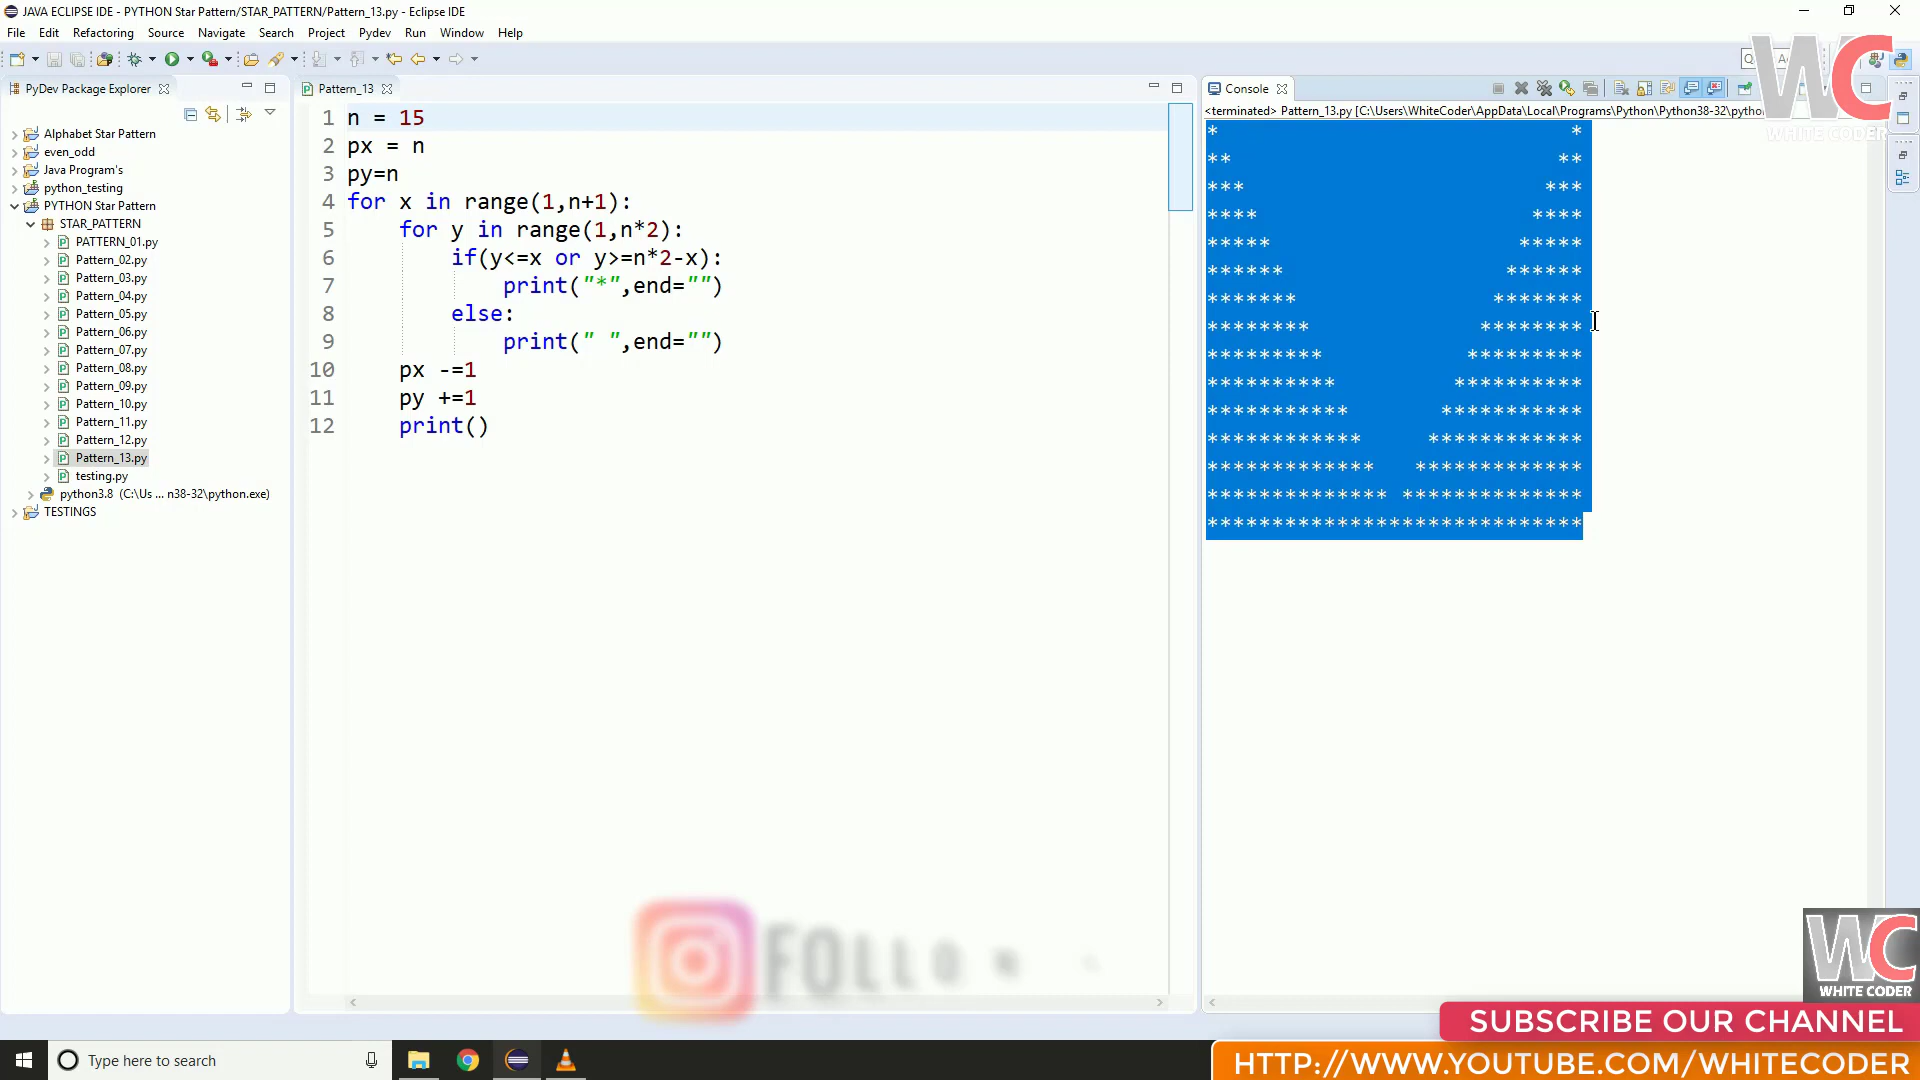 JAVA ECLIPSE IDE - PYTHON Star Pattern/STAR_PATTERN/Pattern_13.py - Eclipse IDE
File Edit Refactoring Source Navigate Search Project Pydev Run Window Help
PyDev Package Explorer
Alphabet Star Pattern
even_odd
Java Program's
python_testing
PYTHON Star Pattern
STAR_PATTERN
PATTERN_01.py
Pattern_02.py
Pattern_03.py
Pattern_04.py
Pattern_05.py
Pattern_06.py
Pattern_07.py
Pattern_08.py
Pattern_09.py
Pattern_10.py
Pattern_11.py
Pattern_12.py
Pattern_13.py
testing.py
python3.8 (C:\Us ... n38-32\python.exe)
TESTINGS
Pattern_13
1 n = 15
2 px = n
3 py=n
4 for x in range(1,n+1):
5     for y in range(1,n*2):
6         if(y<=x or y>=n*2-x):
7             print("*",end="")
8         else:
9             print(" ",end="")
10     px -=1
11     py +=1
12     print()
Console
<terminated> Pattern_13.py [C:\Users\WhiteCoder\AppData\Local\Programs\Python\Python38-32\pytho
*                           *
**                         **
***                       ***
****                     ****
*****                   *****
******                 ******
*******               *******
********             ********
*********           *********
**********         **********
***********       ***********
************     ************
*************   *************
************** **************
*****************************
WC
WHITE CODER
FOLLO
WC
WHITE CODER
SUBSCRIBE OUR CHANNEL
HTTP://WWW.YOUTUBE.COM/WHITECODER
Type here to search